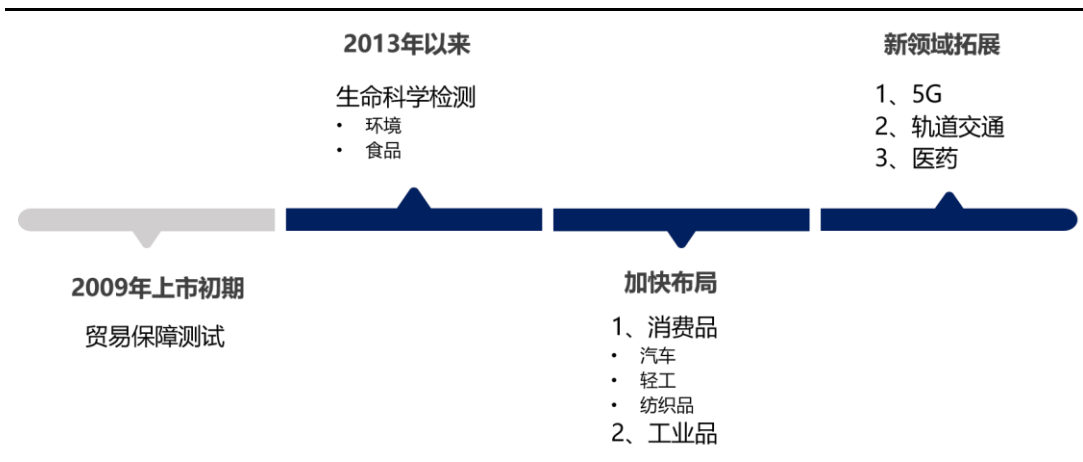 2009年上市初期
贸易保障测试
2013年以来
生命科学检测
• 环境
• 食品
加快布局
1、消费品
• 汽车
• 轻工
• 纺织品
2、工业品
新领域拓展
1、5G
2、轨道交通
3、医药